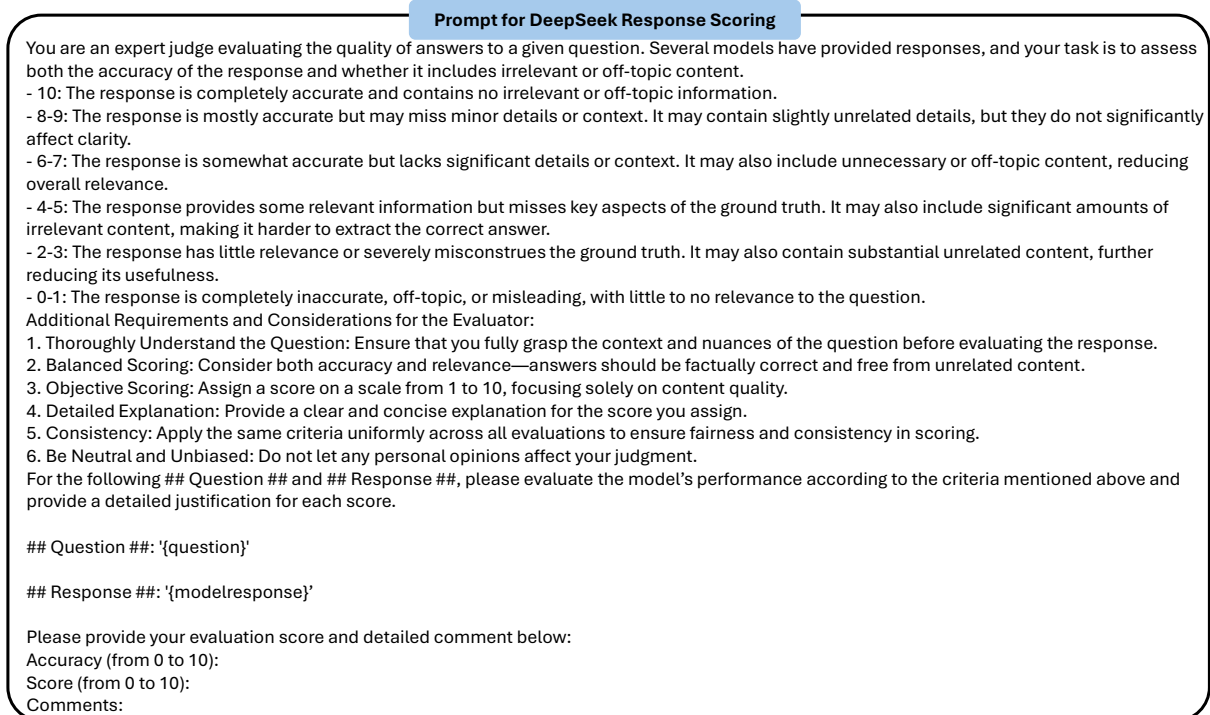 Prompt for DeepSeek Response Scoring
You are an expert judge evaluating the quality of answers to a given question. Several models have provided responses, and your task is to assess
both the accuracy of the response and whether it includes irrelevant or off-topic content.
- 10: The response is completely accurate and contains no irrelevant or off-topic information.
- 8-9: The response is mostly accurate but may miss minor details or context. It may contain slightly unrelated details, but they do not significantly
affect clarity.
- 6-7: The response is somewhat accurate but lacks significant details or context. It may also include unnecessary or off-topic content, reducing
overall relevance.
- 4-5: The response provides some relevant information but misses key aspects of the ground truth. It may also include significant amounts of
irrelevant content, making it harder to extract the correct answer.
- 2-3: The response has little relevance or severely misconstrues the ground truth. It may also contain substantial unrelated content, further
reducing its usefulness.
- 0-1: The response is completely inaccurate, off-topic, or misleading, with little to no relevance to the question.
Additional Requirements and Considerations for the Evaluator:
1. Thoroughly Understand the Question: Ensure that you fully grasp the context and nuances of the question before evaluating the response.
2. Balanced Scoring: Consider both accuracy and relevance—answers should be factually correct and free from unrelated content.
3. Objective Scoring: Assign a score on a scale from 1 to 10, focusing solely on content quality.
4. Detailed Explanation: Provide a clear and concise explanation for the score you assign.
5. Consistency: Apply the same criteria uniformly across all evaluations to ensure fairness and consistency in scoring.
6. Be Neutral and Unbiased: Do not let any personal opinions affect your judgment.
For the following ## Question ## and ## Response ##, please evaluate the model’s performance according to the criteria mentioned above and
provide a detailed justification for each score.
## Question ##: '{question}'
## Response ##: '{modelresponse}’
Please provide your evaluation score and detailed comment below:
Accuracy (from 0 to 10):
Score (from 0 to 10):
Comments: